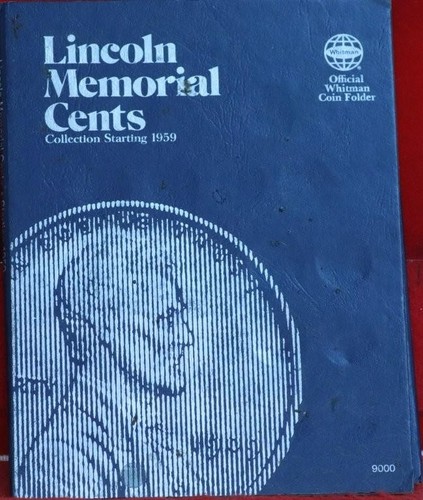 Lincoln
Memorial
Cents
Collection Starting 1959
Whitman
Official
Whitman
Coin Folder
9000